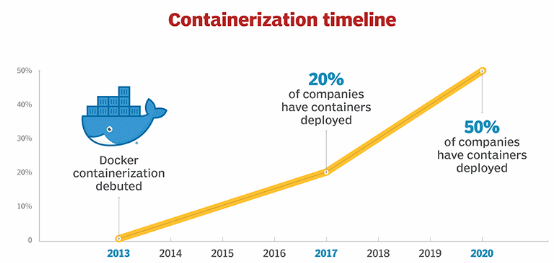 Containerization timeline
50%
40%
30%
20%
10%
0
Docker
containerization
debuted
20%
of companies
have containers
deployed
50%
of companies
have containers
deployed
2013
2014
2015
2016
2017
2018
2019
2020